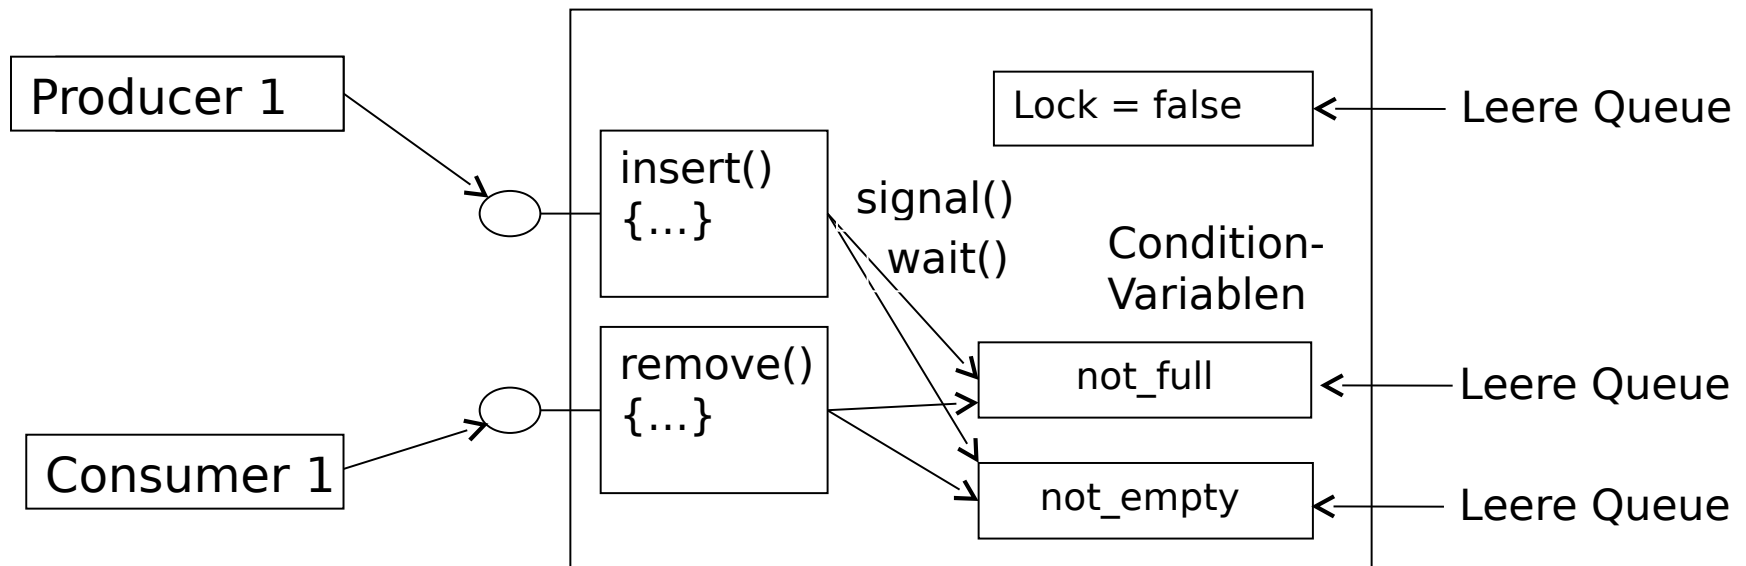 Producer 1
Lock = false
Leere Queue
insert()
{...}
signal()
wait()
Condition-
Variablen
remove()
{...}
not_full
Leere Queue
Consumer 1
not_empty
Leere Queue